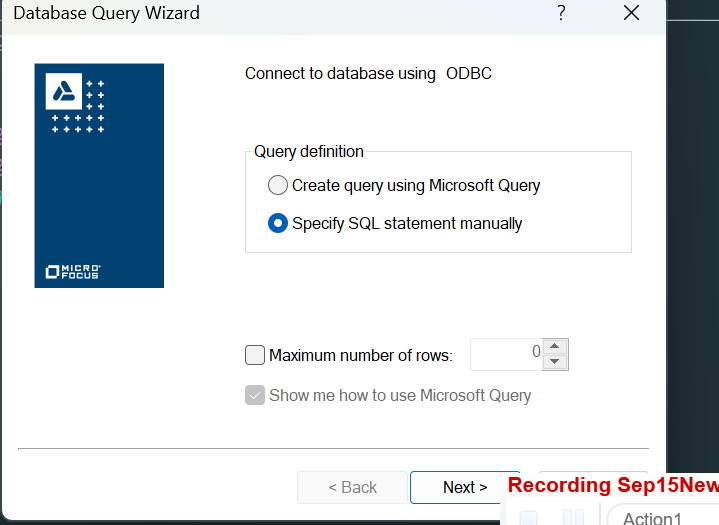 Database Query Wizard
?
Connect to database using ODBC
Query definition
Create query using Microsoft Query
Specify SQL statement manually
MICRO
FOCUS
Maximum number of rows:
0
Show me how to use Microsoft Query
< Back
Next >
Recording Sep15New
Action1